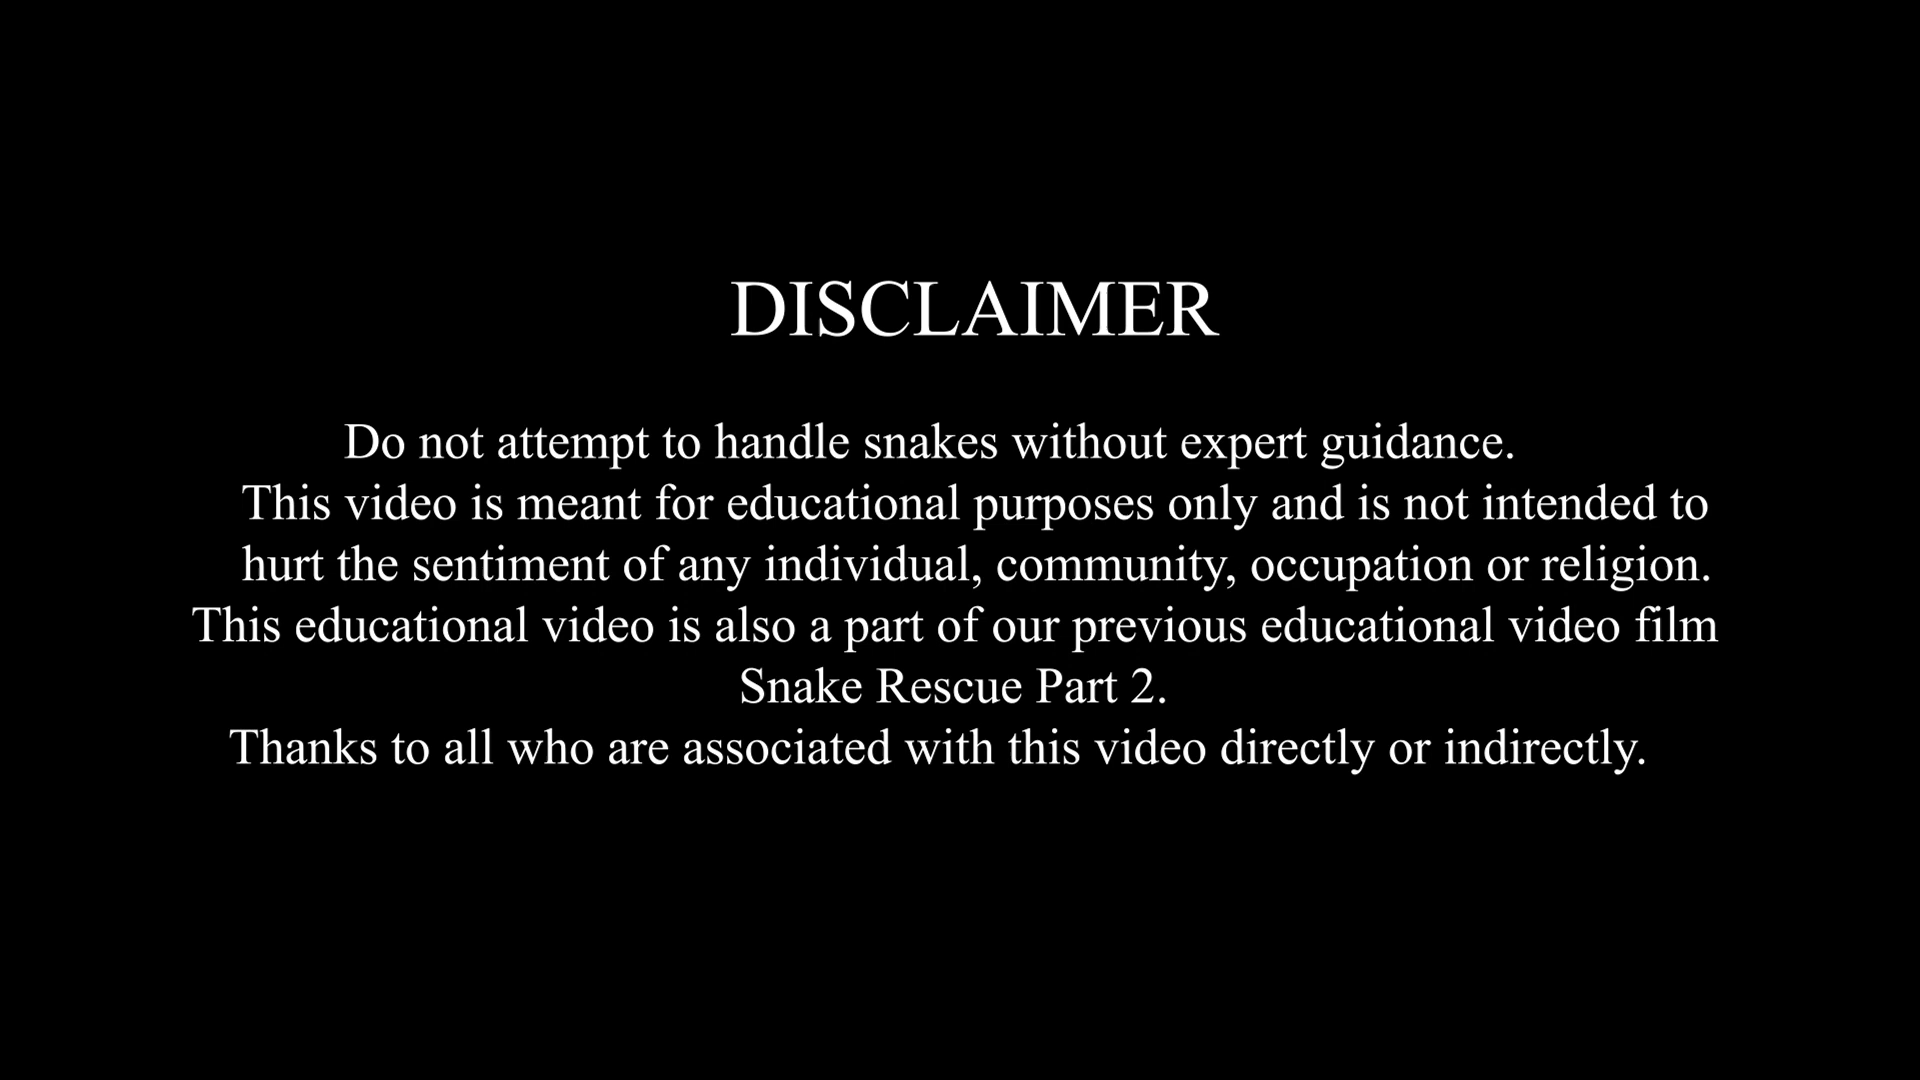 DISCLAIMER
Do not attempt to handle snakes without expert guidance.
This video is meant for educational purposes only and is not intended to
hurt the sentiment of any individual, community, occupation or religion.
This educational video is also a part of our previous educational video film
Snake Rescue Part 2.
Thanks to all who are associated with this video directly or indirectly.